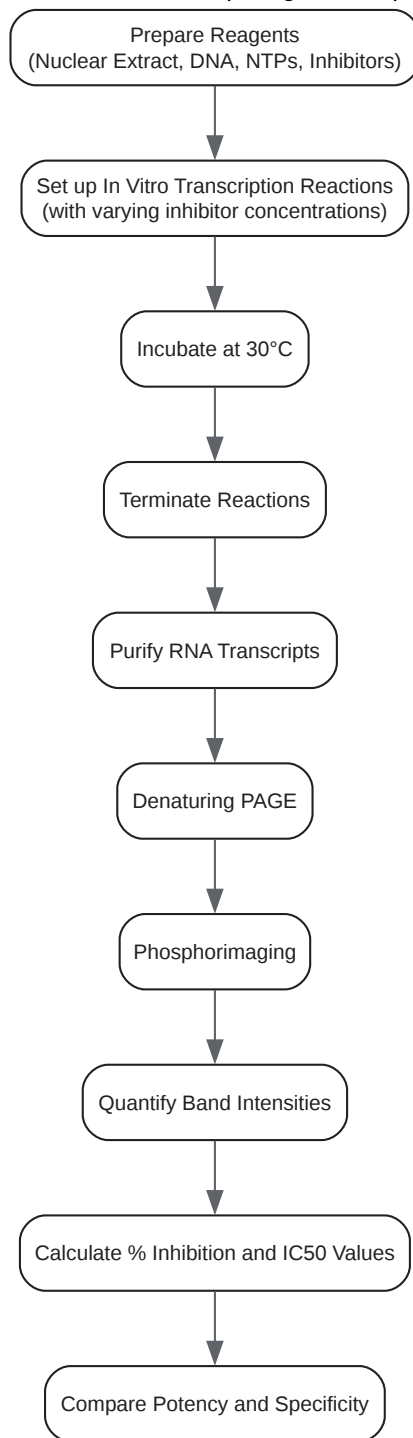 Prepare Reagents
(Nuclear Extract, DNA, NTPs, Inhibitors)
Set up In Vitro Transcription Reactions
(with varying inhibitor concentrations)
Incubate at 30°C
Terminate Reactions
Purify RNA Transcripts
Denaturing PAGE
Phosphorimaging
Quantify Band Intensities
Calculate % Inhibition and IC50 Values
Compare Potency and Specificity